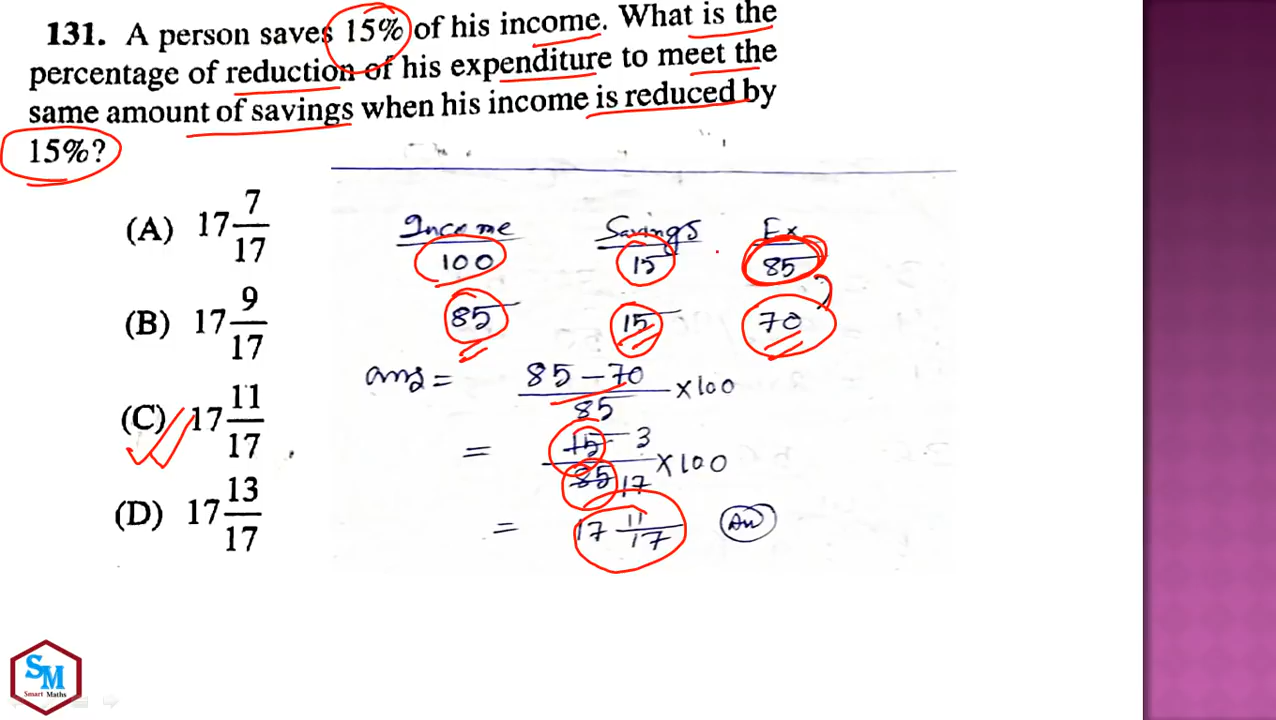 131. A person saves 15% of his income. What is the
percentage of reduction of his expenditure to meet the
same amount of savings when his income is reduced by
15%?
(A) 17 7/17
(B) 17 9/17
(C) 17 11/17
(D) 17 13/17
Income Savings Ex
100 15 85
85 15 70
ans = 85 - 70 / 85 × 100
= 15 3 / 85 17 × 100
= 17 11/17 An
SM
Smart Maths